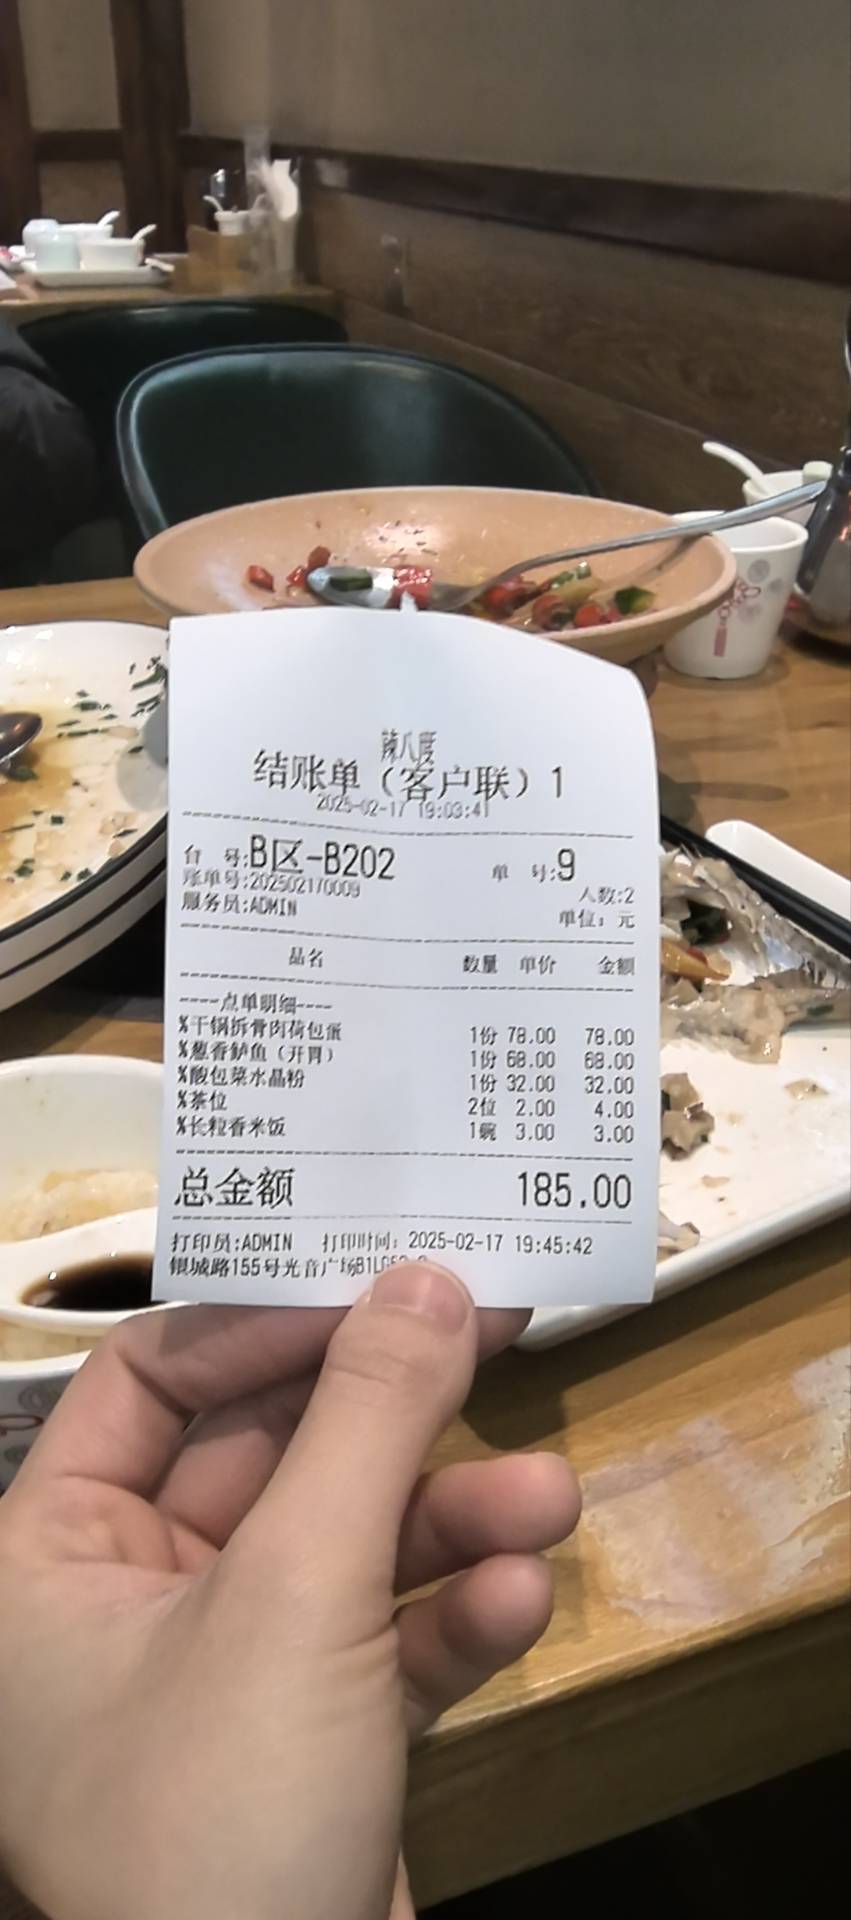 辣八度
结账单（客户联）1
2025-02-17 19:03:41
台 号:B区-B202 单 号:9
账单号:202502170009 人数:2
服务员:ADMIN 单位：元
品名 数量 单价 金额
----点单明细----
%干锅拆骨肉荷包蛋 1份 78.00 78.00
%葱香鲈鱼（开胃） 1份 68.00 68.00
%酸包菜水晶粉 1份 32.00 32.00
%茶位 2位 2.00 4.00
%长粒香米饭 1碗 3.00 3.00
总金额 185.00
打印员:ADMIN 打印时间：2025-02-17 19:45:42
银城路155号光音广场B1LG